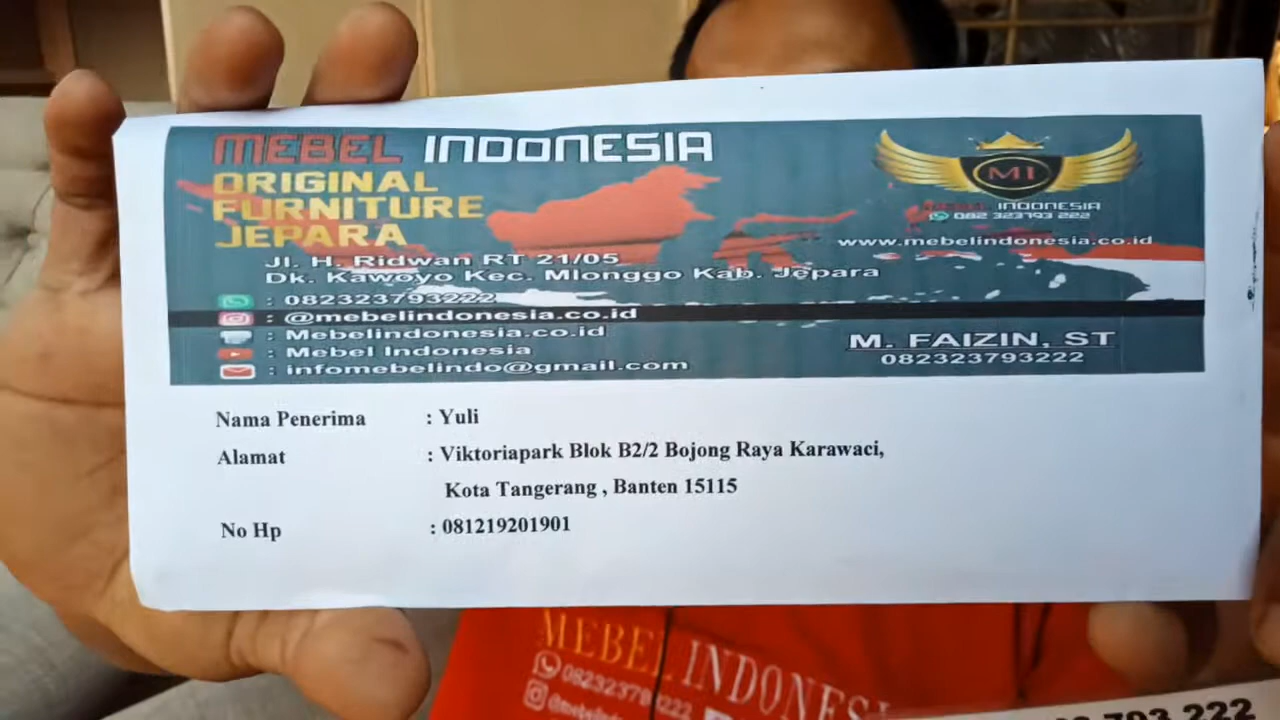 MEBEL INDONESIA
ORIGINAL
FURNITURE
JEPARA
Jl. H. Ridwan RT 21/05
Dk. Kawoyo Kec. Mlonggo Kab. Jepara
: 082323793222
: @mebelindonesia.co.id
: Mebelindonesia.co.id
: Mebel Indonesia
: infomebelindo@gmail.com
MI
MEBEL INDONESIA
082 323793 222
www.mebelindonesia.co.id
M. FAIZIN, ST
082323793222
Nama Penerima : Yuli
Alamat : Viktoriapark Blok B2/2 Bojong Raya Karawaci,
Kota Tangerang , Banten 15115
No Hp : 081219201901
MEBEL INDONESI
793 222